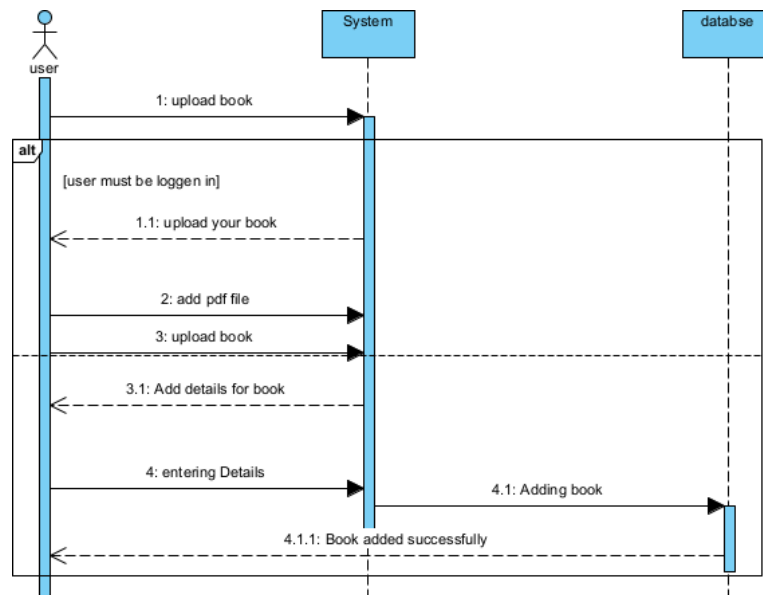 System
databse
user
1: upload book
alt
[user must be loggen in]
1.1: upload your book
2: add pdf file
3: upload book
3.1: Add details for book
4: entering Details
4.1: Adding book
4.1.1: Book added successfully